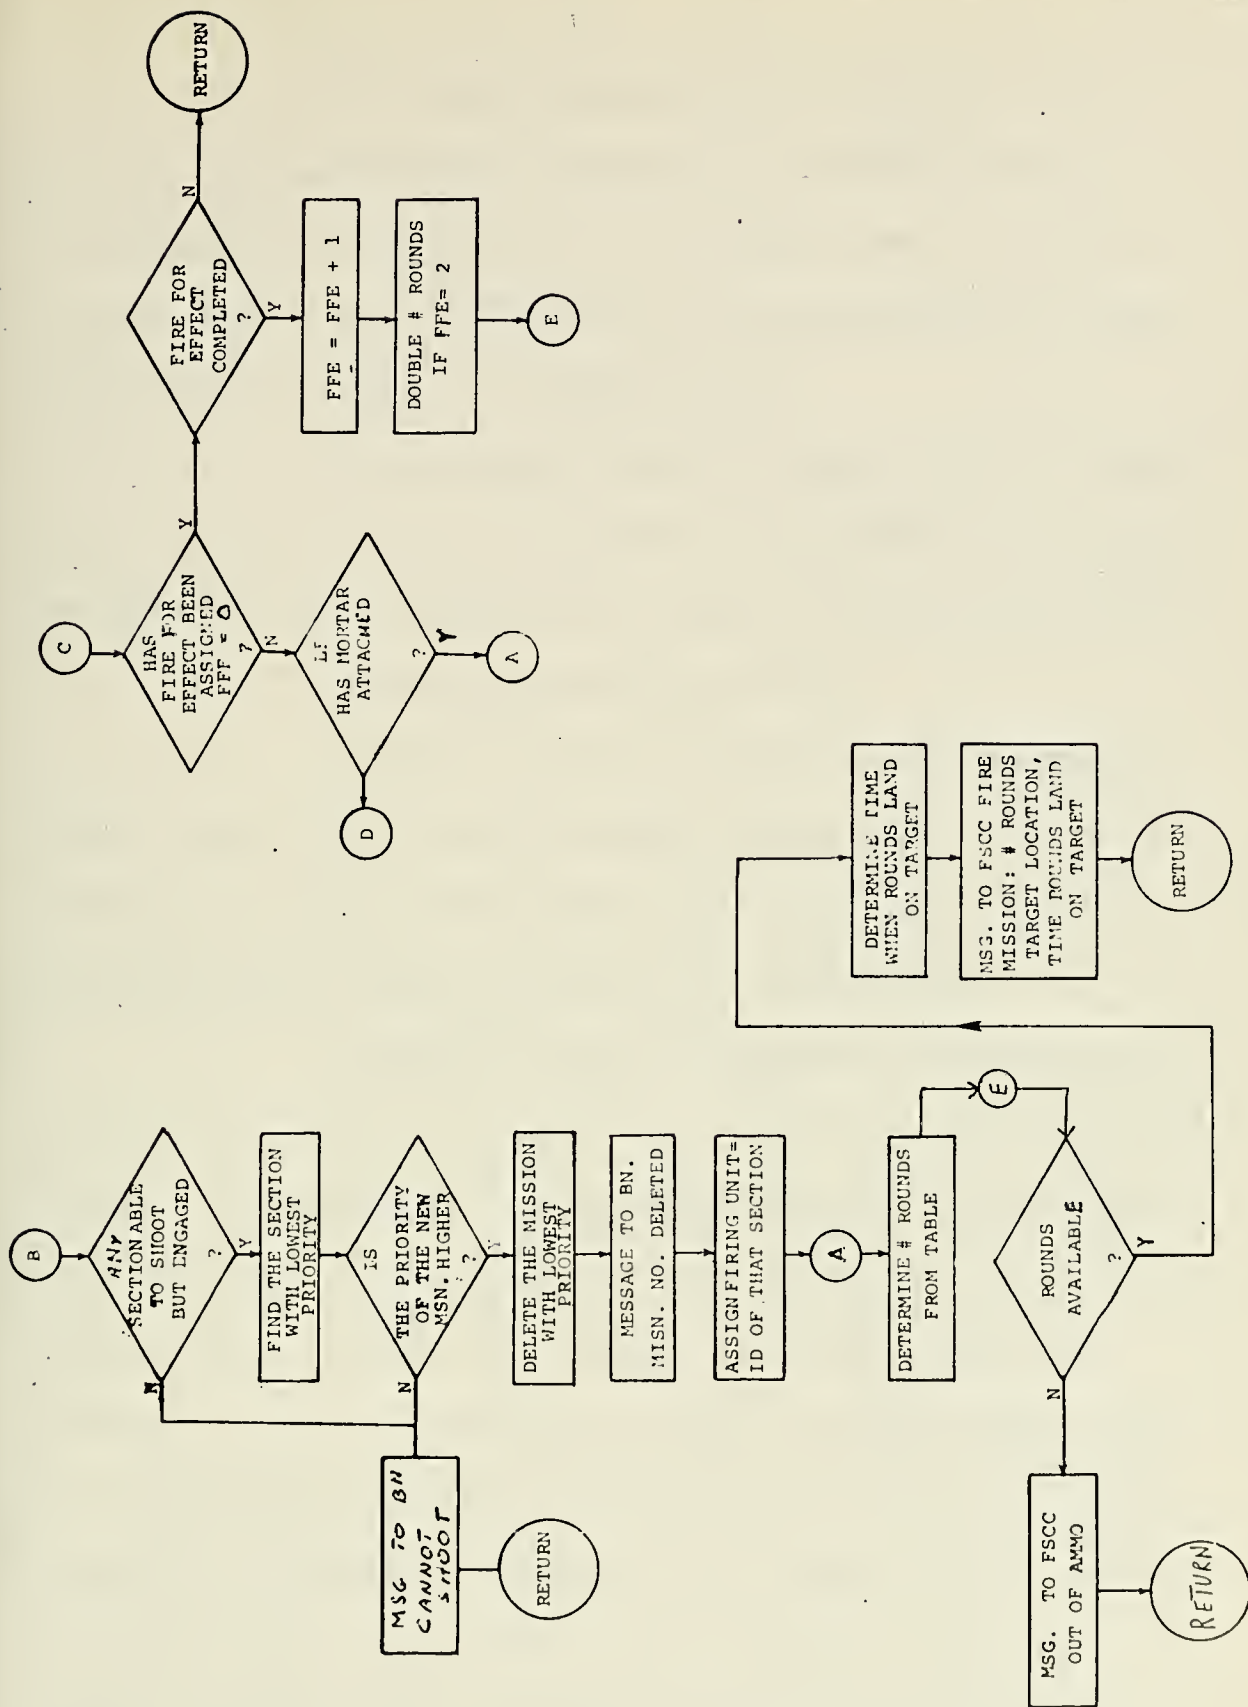 B
ANY
SECTION ABLE
TO SHOOT
BUT ENGAGED
?
N
Y
FIND THE SECTION
WITH LOWEST
PRIORITY
IS
THE PRIORITY
OF THE NEW
MSN. HIGHER
?
N
Y
MSG TO BN
CANNOT
SHOOT
RETURN
DELETE THE MISSION
WITH LOWEST
PRIORITY
MESSAGE TO BN.
MISN. NO. DELETED
ASSIGN FIRING UNIT=
ID OF THAT SECTION
A
DETERMINE # ROUNDS
FROM TABLE
E
ROUNDS
AVAILABLE
?
N
Y
MSG. TO FSCC
OUT OF AMMO
RETURN
DETERMINE TIME
WHEN ROUNDS LAND
ON TARGET
MSG. TO FSCC FIRE
MISSION: # ROUNDS
TARGET LOCATION,
TIME ROUNDS LAND
ON TARGET
RETURN
C
HAS
FIRE FOR
EFFECT BEEN
ASSIGNED
FFF = 0
?
Y
N
HAS MORTAR
ATTACHED
?
Y
D
A
FIRE FOR
EFFECT
COMPLETED
?
N
Y
RETURN
FFE = FFE + 1
DOUBLE # ROUNDS
IF FFE= 2
E